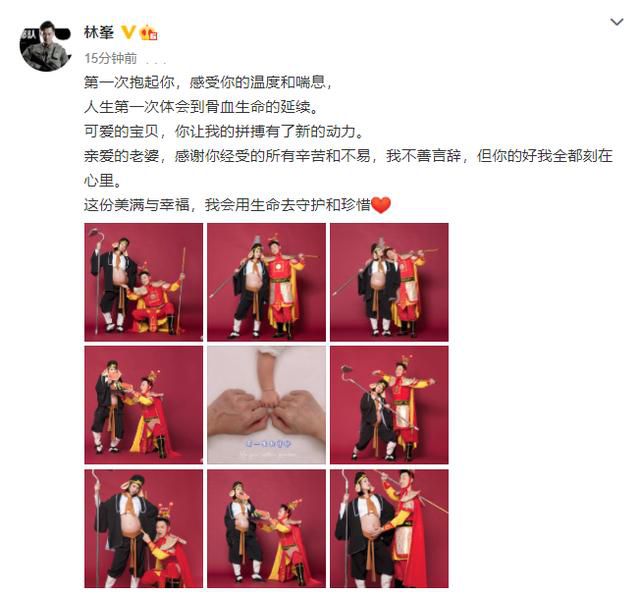 林峯
15分钟前
第一次抱起你，感受你的温度和喘息，
人生第一次体会到骨血生命的延续。
可爱的宝贝，你让我的拼搏有了新的动力。
亲爱的老婆，感谢你经受的所有辛苦和不易，我不善言辞，但你的好我全都刻在
心里。
这份美满与幸福，我会用生命去守护和珍惜